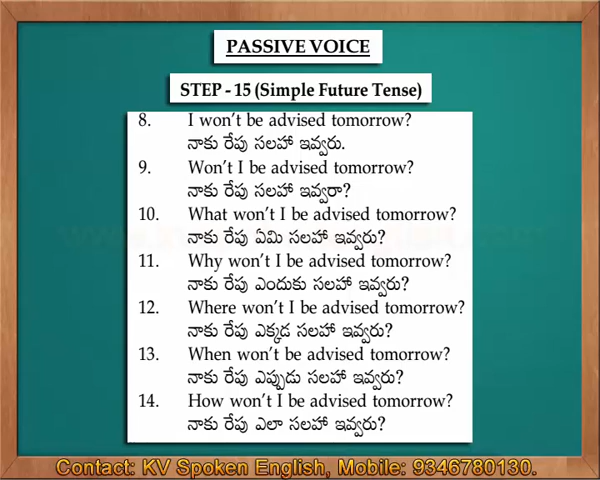 PASSIVE VOICE
STEP - 15 (Simple Future Tense)
8. I won't be advised tomorrow?
నాకు రేపు సలహా ఇవ్వరు.
9. Won't I be advised tomorrow?
నాకు రేపు సలహా ఇవ్వరా?
10. What won't I be advised tomorrow?
నాకు రేపు ఏమి సలహా ఇవ్వరు?
11. Why won't I be advised tomorrow?
నాకు రేపు ఎందుకు సలహా ఇవ్వరు?
12. Where won't I be advised tomorrow?
నాకు రేపు ఎక్కడ సలహా ఇవ్వరు?
13. When won't be advised tomorrow?
నాకు రేపు ఎప్పుడు సలహా ఇవ్వరు?
14. How won't I be advised tomorrow?
నాకు రేపు ఎలా సలహా ఇవ్వరు?
Contact: KV Spoken English, Mobile: 9346780130.